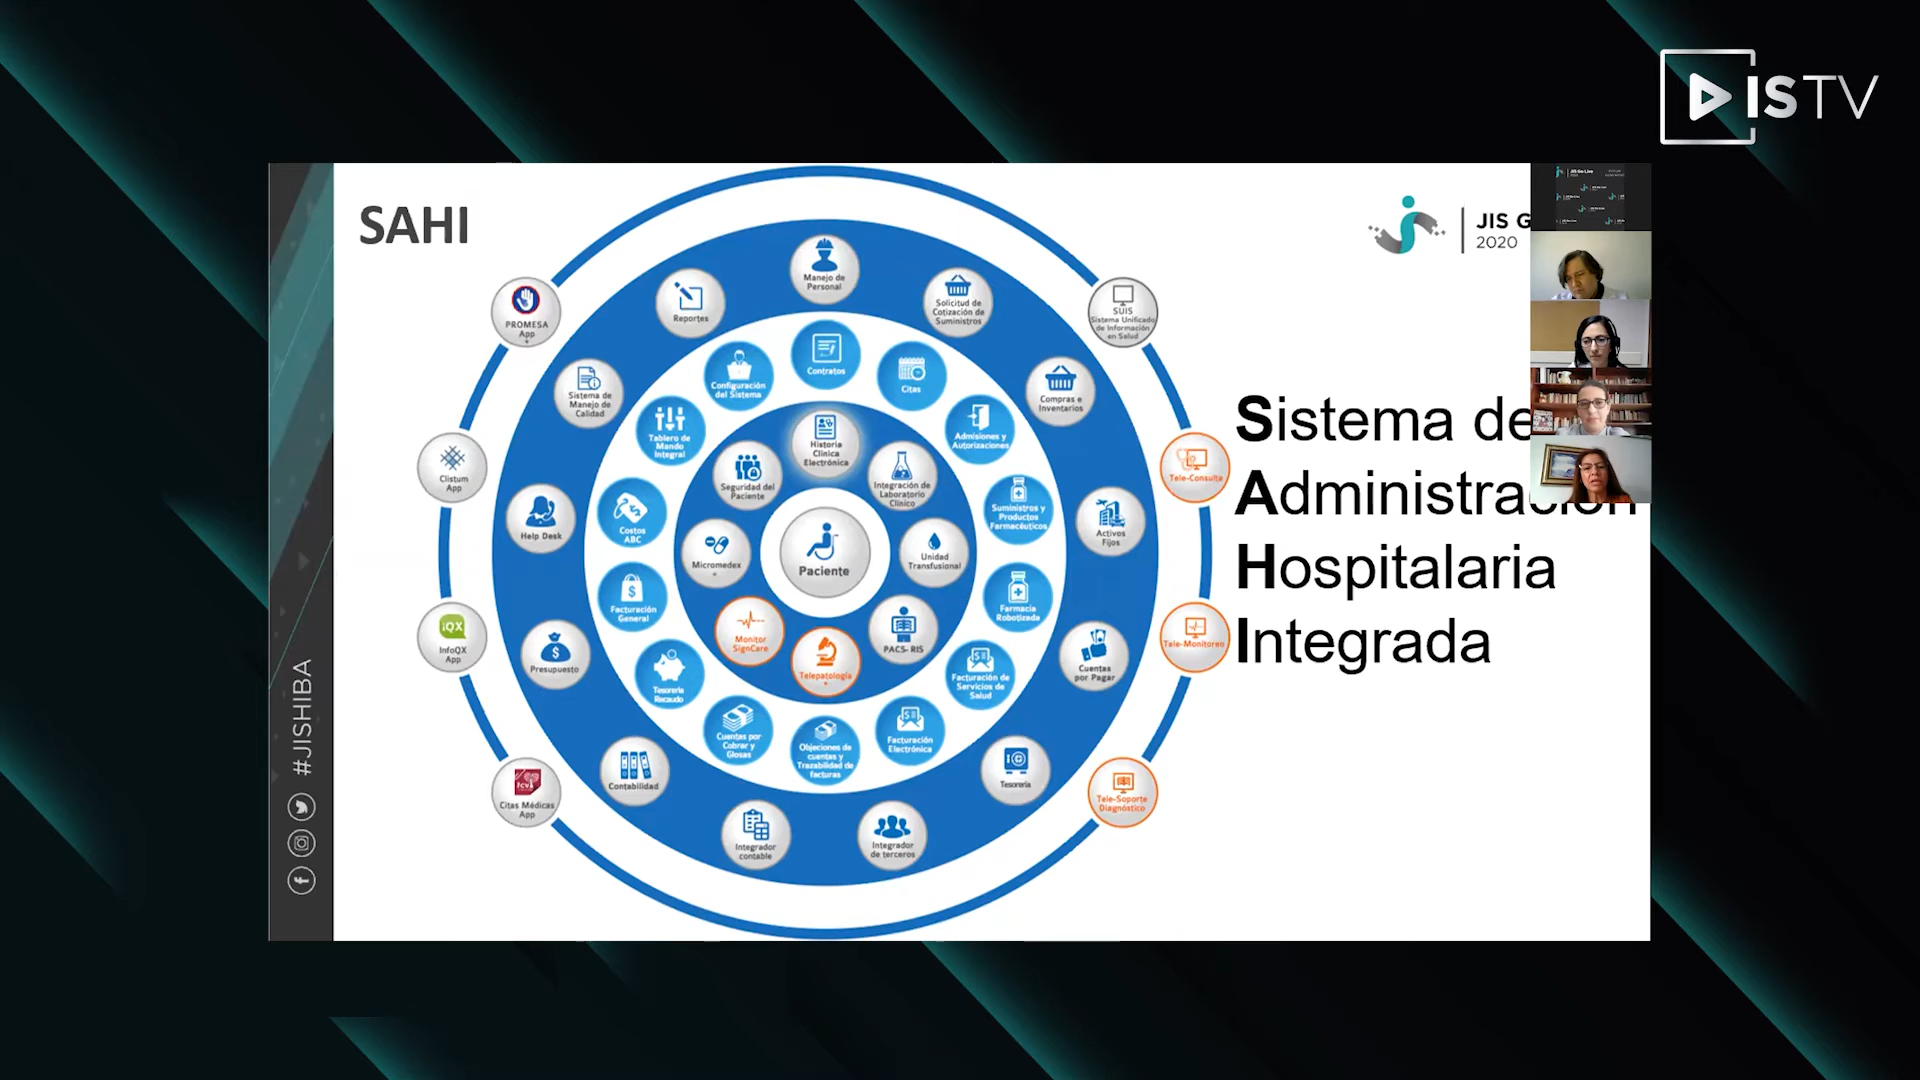 ISTV
SAHI
JIS G
2020
Manejo de
Personal
Reportes
Solicitud de
Cotización de
Suministros
PROMESA
App
SUIS
Sistema Unificado
de Información
en Salud
Sistema de
Manejo de
Calidad
Compras e
Inventarios
Configuración
del Sistema
Contratos
Citas
Tablero de
Mando
Integral
Admisiones y
Autorizaciones
Historia
Clínica
Electrónica
Seguridad del
Paciente
Integración de
Laboratorio
Clínico
Clistum
App
Tele-Consulta
Help Desk
Costos
ABC
Suministros y
Productos
Farmacéuticos
Activos
Fijos
Micromedex
Paciente
Unidad
Transfusional
Facturación
General
Farmacia
Robotizada
iQX
InfoQX
App
Monitor
SignCare
Telepatología
PACS- RIS
Tele-Monitoreo
Presupuesto
Tesorería
Recaudo
Facturación de
Servicios de
Salud
Cuentas
por Pagar
Cuentas por
Cobrar y
Glosas
Objeciones de
cuentas y
Trazabilidad de
facturas
Facturación
Electrónica
Contabilidad
Tesorería
FCV
Citas Médicas
App
Tele-Soporte
Diagnóstico
Integrador
contable
Integrador
de terceros
Sistema de
Administración
Hospitalaria
Integrada
#JISHIBA